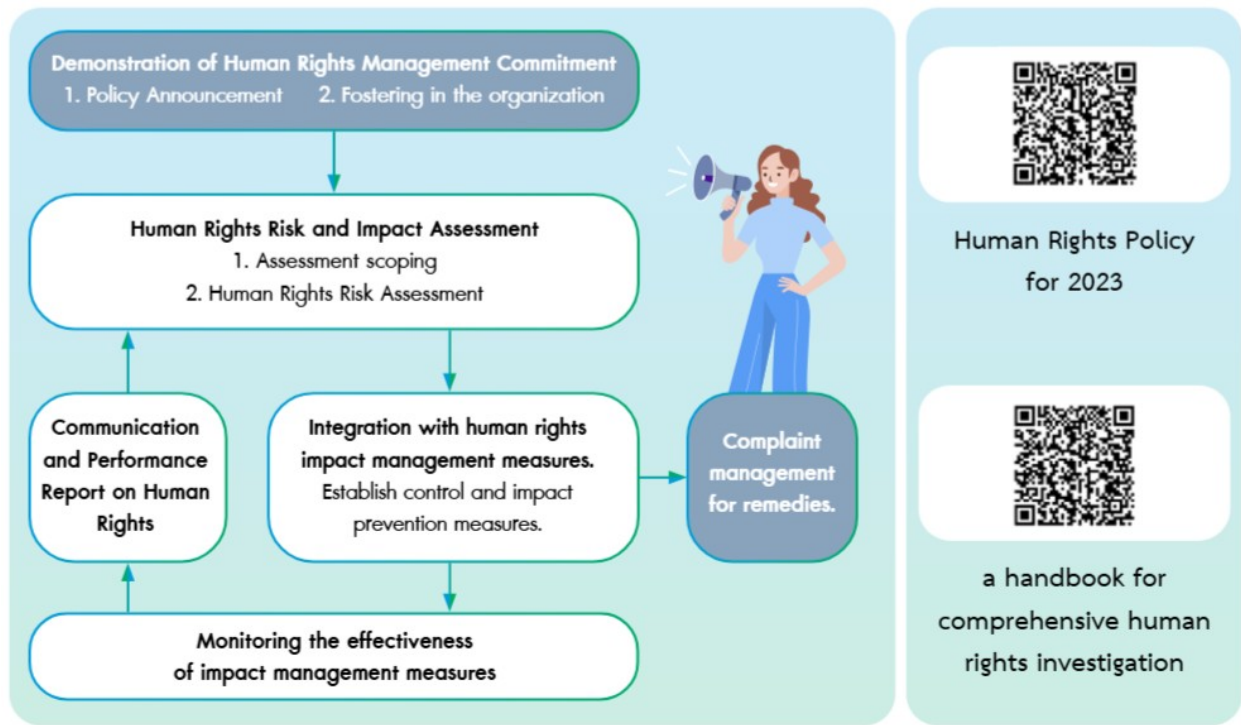 Demonstration of Human Rights Management Commitment
1. Policy Announcement 2. Fostering in the organization
Human Rights Risk and Impact Assessment
1. Assessment scoping
2. Human Rights Risk Assessment
Communication
and Performance
Report on Human
Rights
Integration with human rights
impact management measures.
Establish control and impact
prevention measures.
Complaint
management
for remedies.
Monitoring the effectiveness
of impact management measures
Human Rights Policy
for 2023
a handbook for
comprehensive human
rights investigation